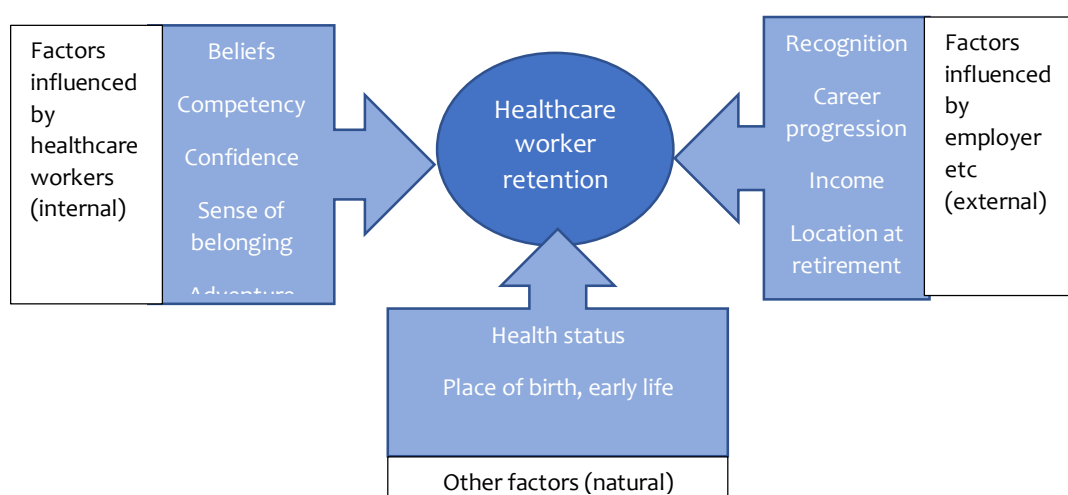 Factors
influenced
by
healthcare
workers
(internal)
Beliefs
Competency
Confidence
Sense of
belonging
Adventure
Healthcare
worker
retention
Recognition
Career
progression
Income
Location at
retirement
Factors
influenced
by
employer
etc
(external)
Health status
Place of birth, early life
Other factors (natural)